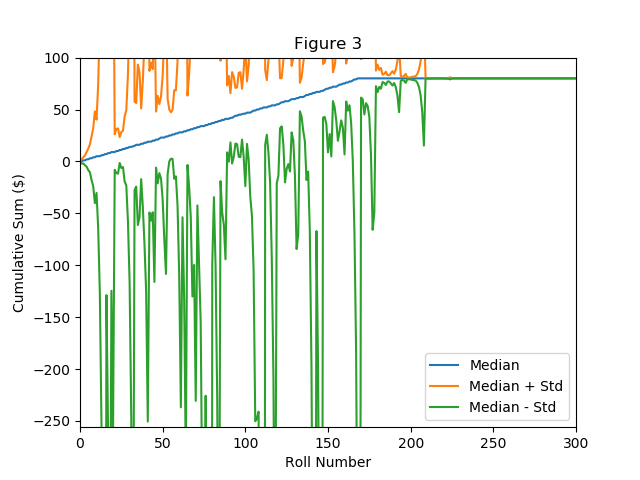 Figure 3
Cumulative Sum ($)
100
50
0
−50
−100
−150
−200
−250
0 50 100 150 200 250 300
Roll Number
Median
Median + Std
Median - Std